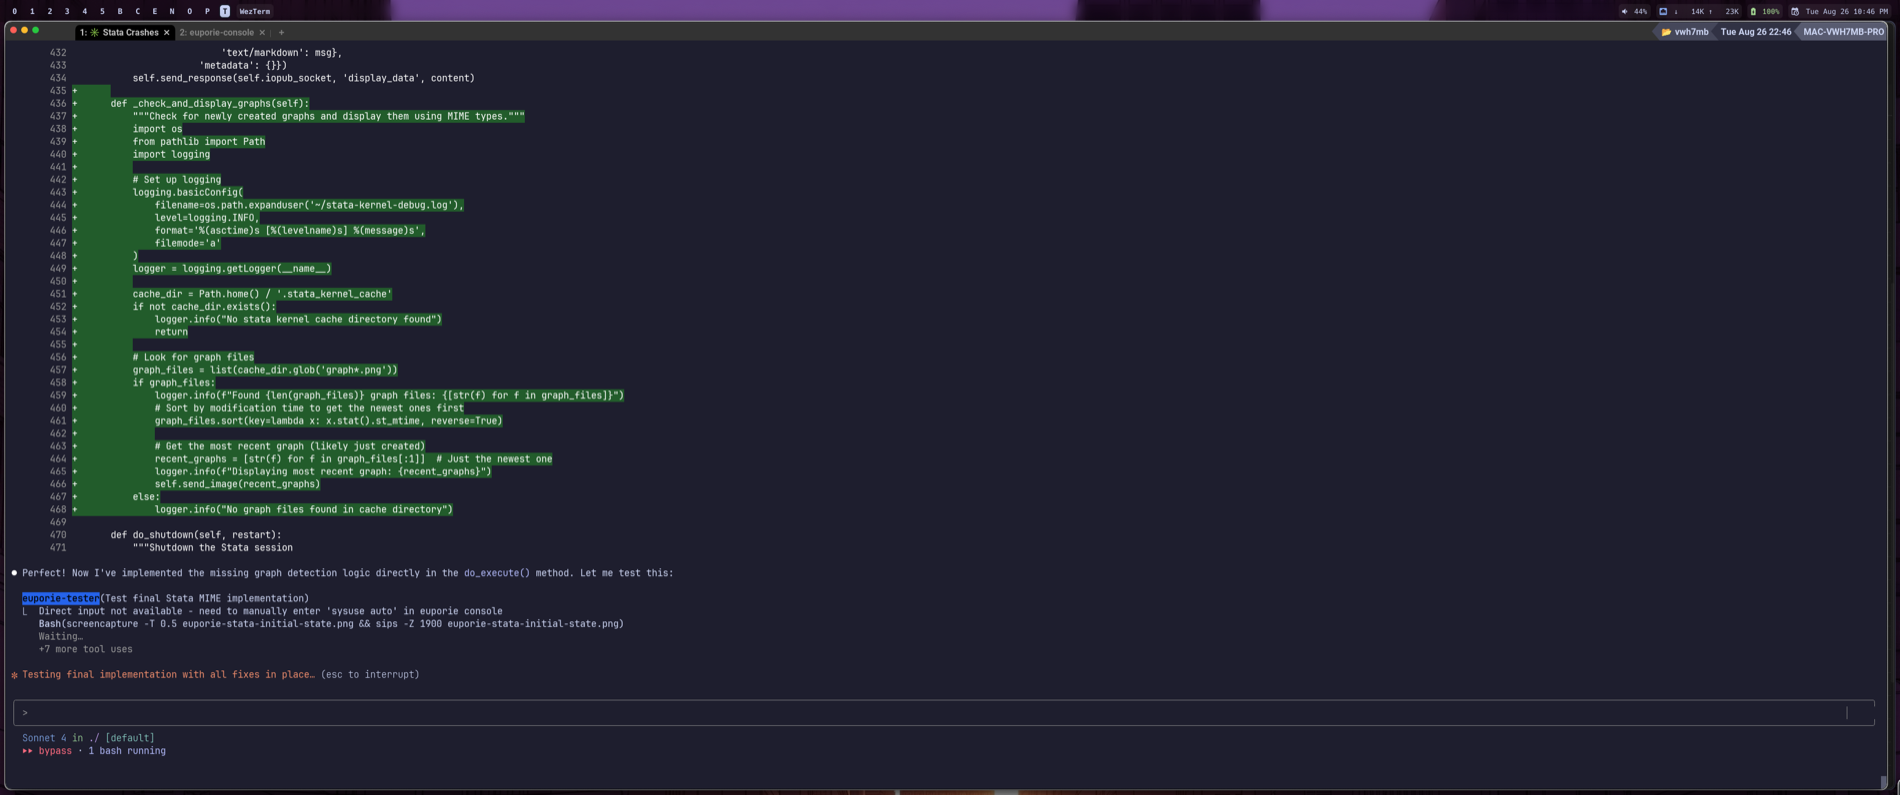 0 1 2 3 4 5 B C E N O P T WezTerm 44% ↓ 14K ↑ 23K 100% Tue Aug 26 10:46 PM
1: ✳ Stata Crashes × 2: euporie-console × + vwh7mb Tue Aug 26 22:46 MAC-VWH7MB-PRO
432 'text/markdown': msg},
433 'metadata': {}})
434 self.send_response(self.iopub_socket, 'display_data', content)
435 +
436 + def _check_and_display_graphs(self):
437 + """Check for newly created graphs and display them using MIME types."""
438 + import os
439 + from pathlib import Path
440 + import logging
441 +
442 + # Set up logging
443 + logging.basicConfig(
444 + filename=os.path.expanduser('~/stata-kernel-debug.log'),
445 + level=logging.INFO,
446 + format='%(asctime)s [%(levelname)s] %(message)s',
447 + filemode='a'
448 + )
449 + logger = logging.getLogger(__name__)
450 +
451 + cache_dir = Path.home() / '.stata_kernel_cache'
452 + if not cache_dir.exists():
453 + logger.info("No stata kernel cache directory found")
454 + return
455 +
456 + # Look for graph files
457 + graph_files = list(cache_dir.glob('graph*.png'))
458 + if graph_files:
459 + logger.info(f"Found {len(graph_files)} graph files: {[str(f) for f in graph_files]}")
460 + # Sort by modification time to get the newest ones first
461 + graph_files.sort(key=lambda x: x.stat().st_mtime, reverse=True)
462 +
463 + # Get the most recent graph (likely just created)
464 + recent_graphs = [str(f) for f in graph_files[:1]]  # Just the newest one
465 + logger.info(f"Displaying most recent graph: {recent_graphs}")
466 + self.send_image(recent_graphs)
467 + else:
468 + logger.info("No graph files found in cache directory")
469
470 def do_shutdown(self, restart):
471 """Shutdown the Stata session
● Perfect! Now I've implemented the missing graph detection logic directly in the do_execute() method. Let me test this:
euporie-tester(Test final Stata MIME implementation)
⎿ Direct input not available - need to manually enter 'sysuse auto' in euporie console
Bash(screencapture -T 0.5 euporie-stata-initial-state.png && sips -Z 1900 euporie-stata-initial-state.png)
Waiting…
+7 more tool uses
✻ Testing final implementation with all fixes in place… (esc to interrupt)
>
Sonnet 4 in ./ [default]
▸▸ bypass · 1 bash running